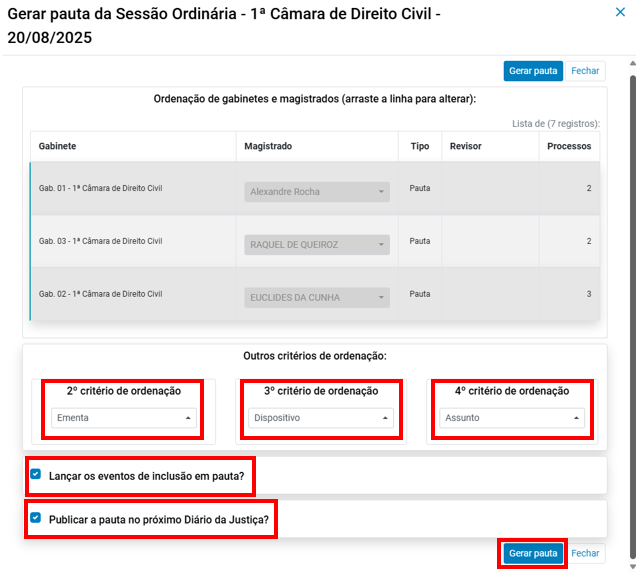 Gerar pauta da Sessão Ordinária - 1ª Câmara de Direito Civil -
20/08/2025
Gerar pauta Fechar
Ordenação de gabinetes e magistrados (arraste a linha para alterar):
Lista de (7 registros):
Gabinete Magistrado Tipo Revisor Processos
Gab. 01 - 1ª Câmara de Direito Civil Alexandre Rocha Pauta 2
Gab. 03 - 1ª Câmara de Direito Civil RAQUEL DE QUEIROZ Pauta 2
Gab. 02 - 1ª Câmara de Direito Civil EUCLIDES DA CUNHA Pauta 3
Outros critérios de ordenação:
2º critério de ordenação 3º critério de ordenação 4º critério de ordenação
Ementa Dispositivo Assunto
Lançar os eventos de inclusão em pauta?
Publicar a pauta no próximo Diário da Justiça?
Gerar pauta Fechar